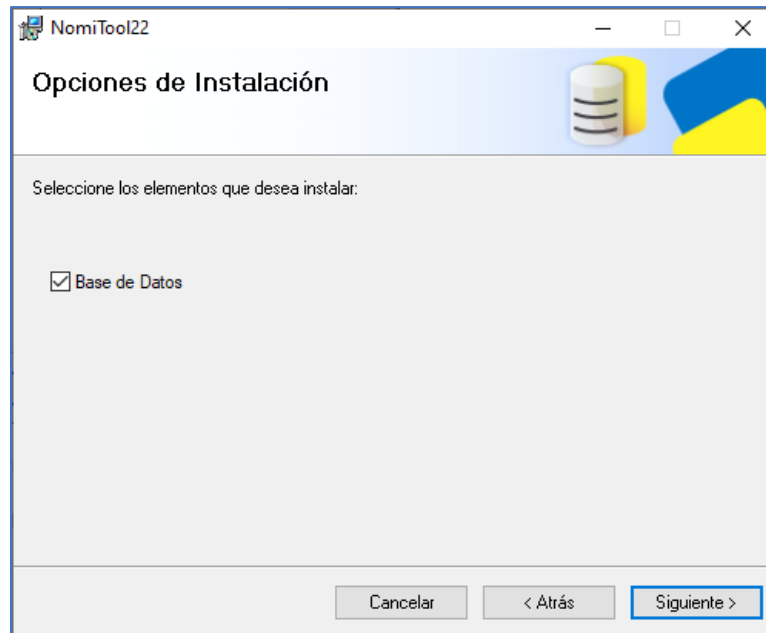 NomiTool22
Opciones de Instalación
Seleccione los elementos que desea instalar:
Base de Datos
Cancelar
< Atrás
Siguiente >